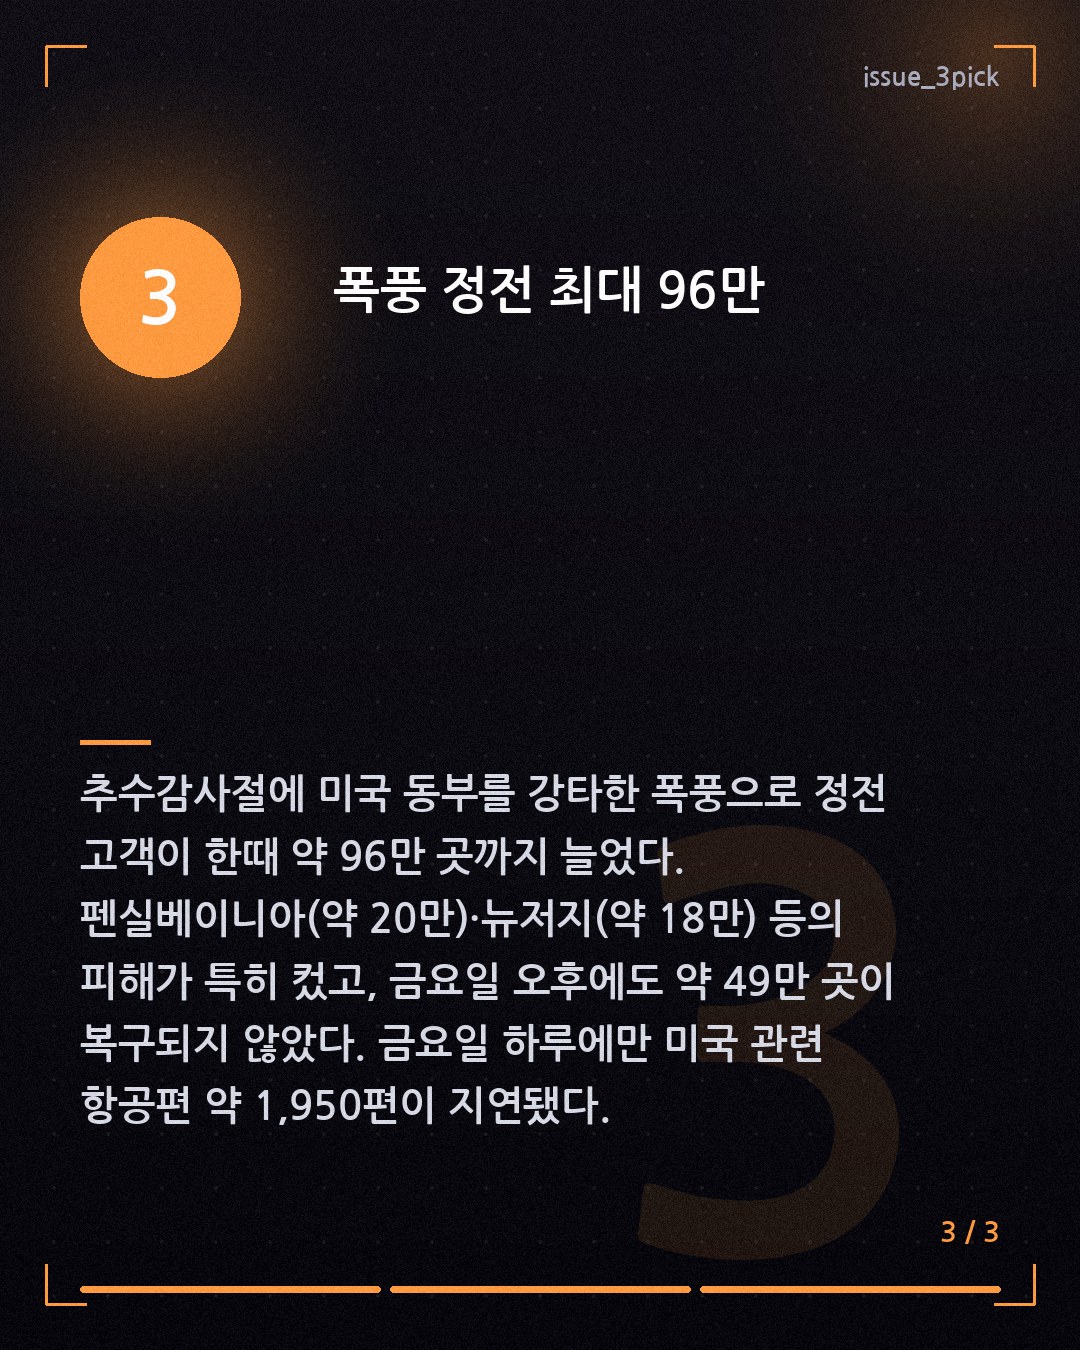 issue_3pick
3
폭풍 정전 최대 96만
추수감사절에 미국 동부를 강타한 폭풍으로 정전
고객이 한때 약 96만 곳까지 늘었다.
펜실베이니아(약 20만)·뉴저지(약 18만) 등의
피해가 특히 컸고, 금요일 오후에도 약 49만 곳이
복구되지 않았다. 금요일 하루에만 미국 관련
항공편 약 1,950편이 지연됐다.
3
3 / 3